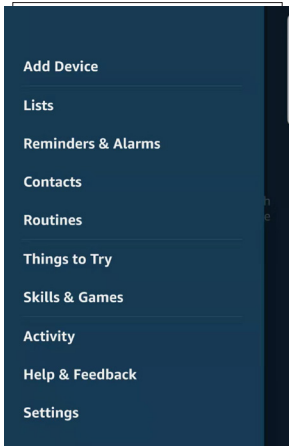 Add Device
Lists
Reminders & Alarms
Contacts
Routines
Things to Try
Skills & Games
Activity
Help & Feedback
Settings